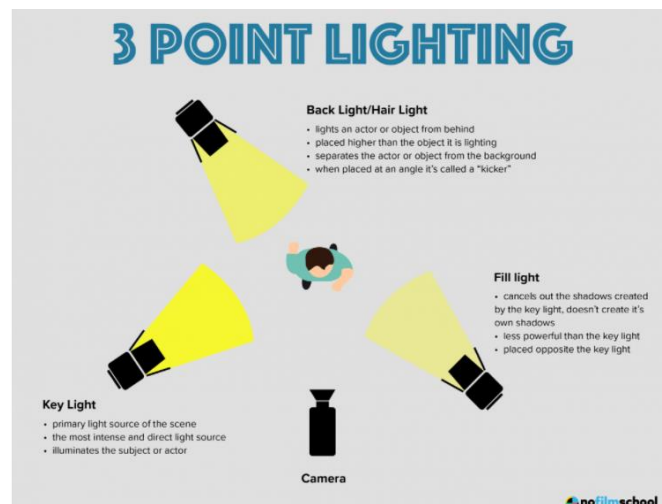 3 POINT LIGHTING
Back Light/Hair Light
• lights an actor or object from behind
• placed higher than the object it is lighting
• separates the actor or object from the background
• when placed at an angle it's called a "kicker"
Fill light
• cancels out the shadows created
by the key light, doesn't create it's
own shadows
• less powerful than the key light
• placed opposite the key light
Key Light
• primary light source of the scene
• the most intense and direct light source
• illuminates the subject or actor
Camera
nofilmschool